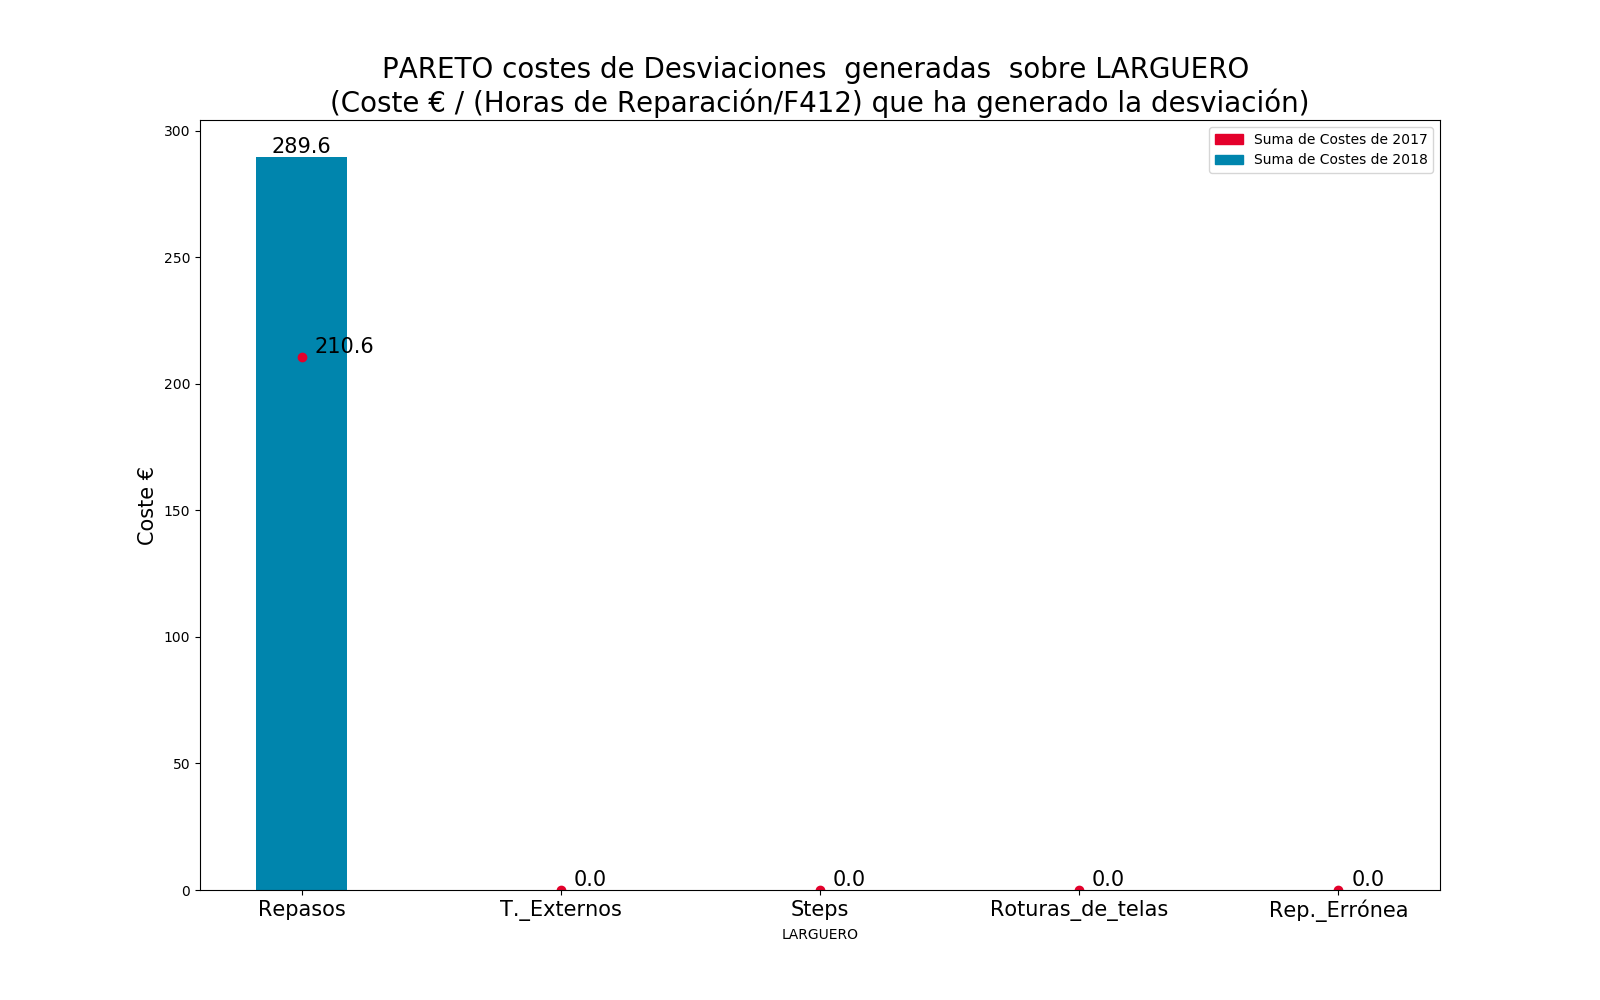 PARETO costes de Desviaciones  generadas  sobre LARGUERO
(Coste € / (Horas de Reparación/F412) que ha generado la desviación)
Suma de Costes de 2017
Suma de Costes de 2018
300
250
200
150
100
50
0
Coste €
289.6
210.6
0.0
0.0
0.0
0.0
Repasos
T._Externos
Steps
Roturas_de_telas
Rep._Errónea
LARGUERO